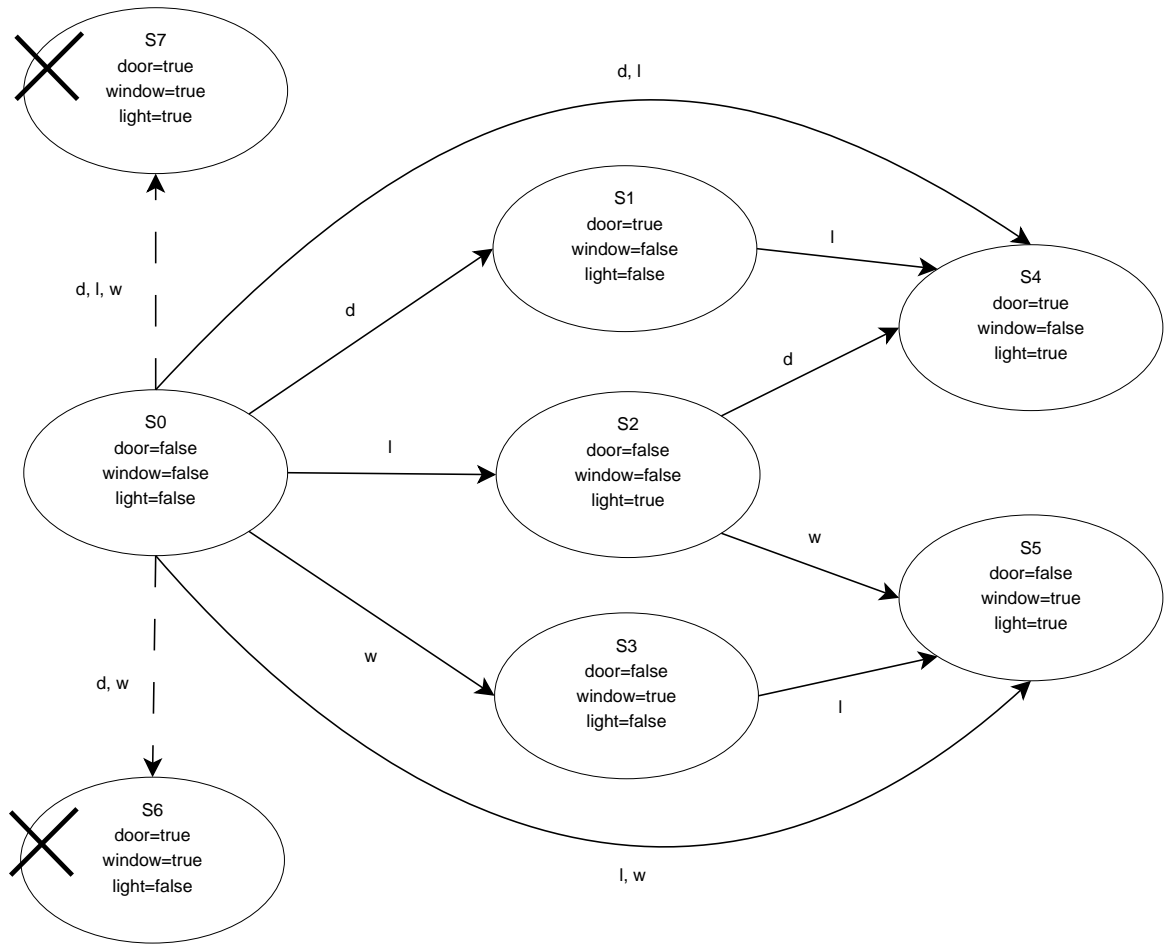 S7
door=true
window=true
light=true
d, l
S1
door=true
window=false
light=false
l
S4
door=true
window=false
light=true
d, l, w
d
d
S0
door=false
window=false
light=false
l
S2
door=false
window=false
light=true
w
S5
door=false
window=true
light=true
w
S3
door=false
window=true
light=false
l
d, w
S6
door=true
window=true
light=false
l, w